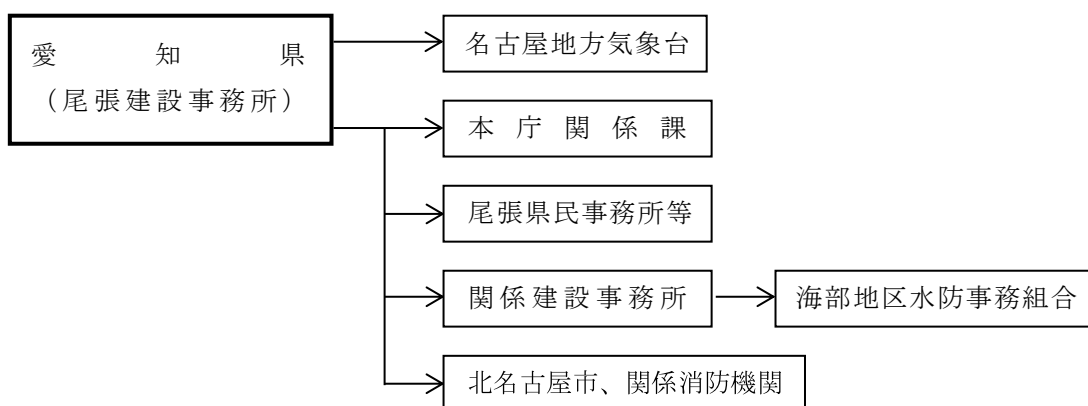 愛知県
（尾張建設事務所）
名古屋地方気象台
本庁関係課
尾張県民事務所等
関係建設事務所
海部地区水防事務組合
北名古屋市、関係消防機関